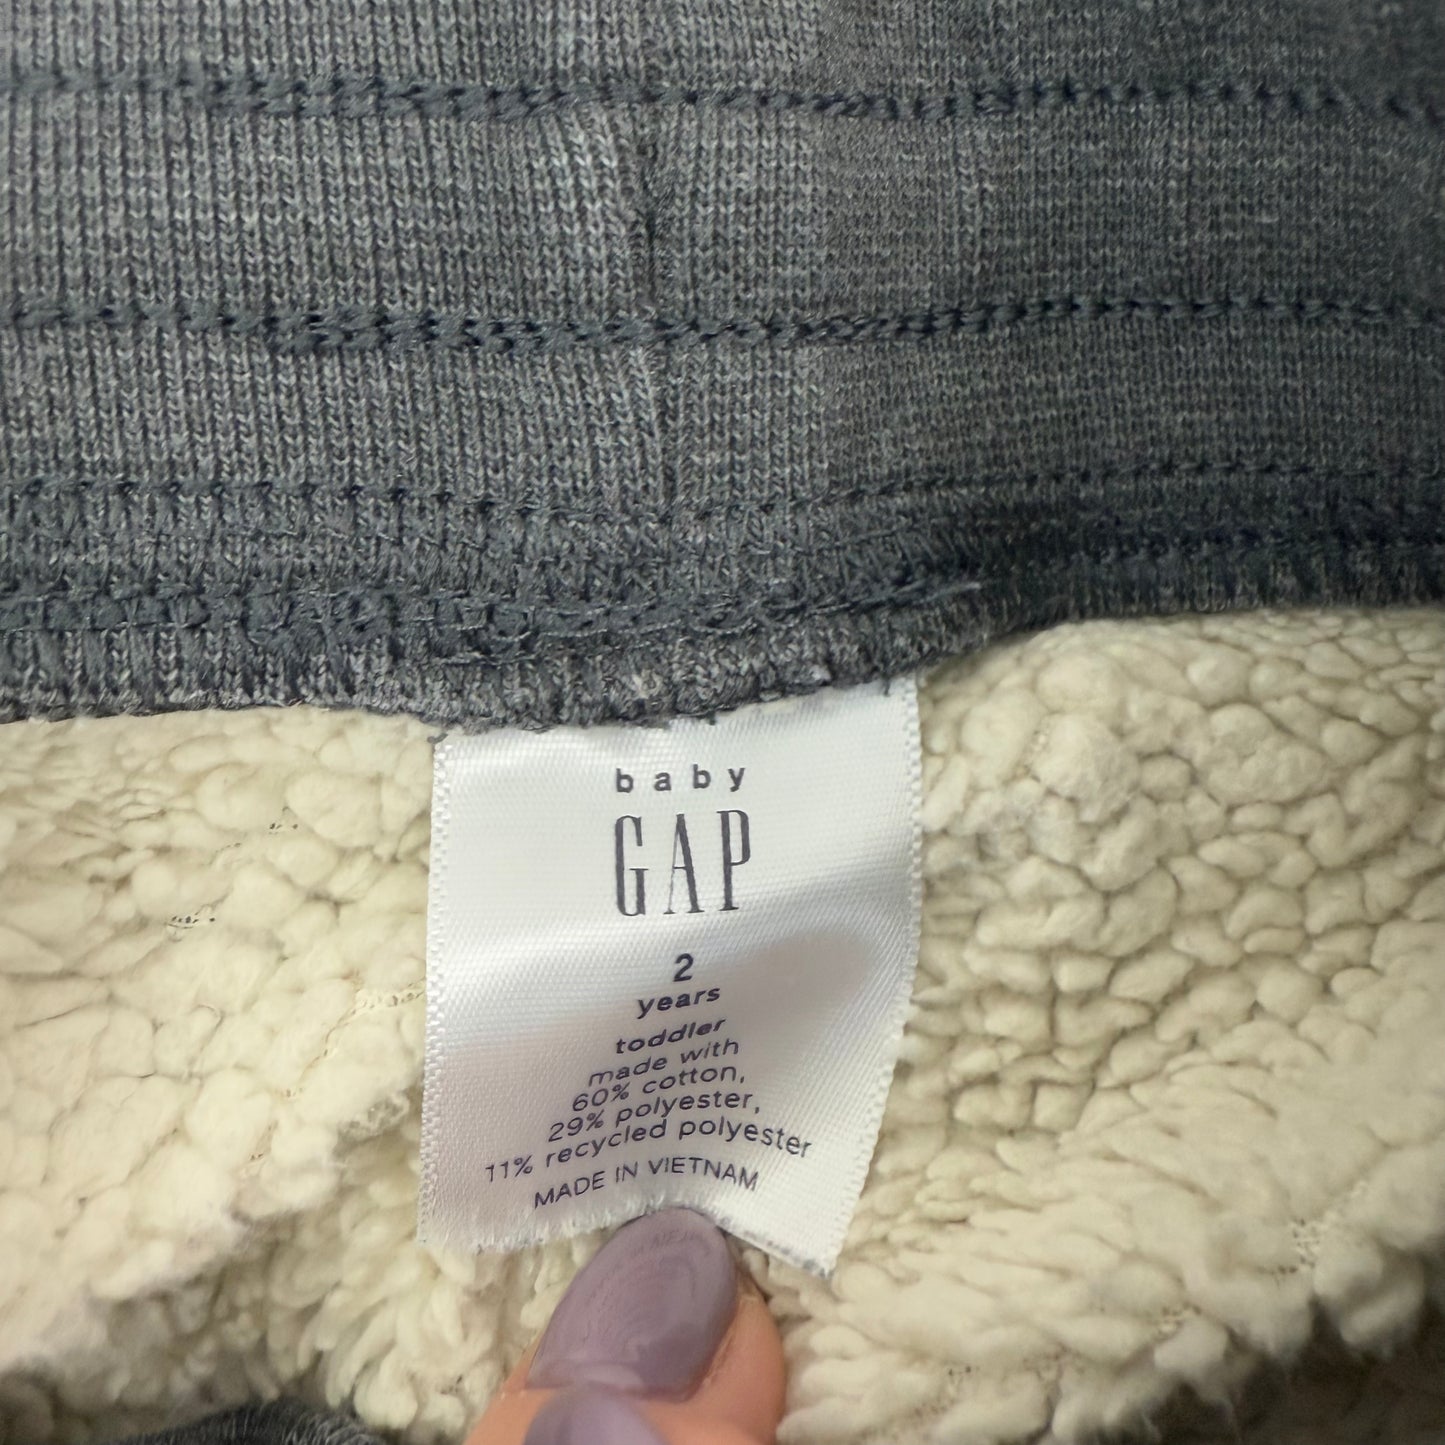 baby
GAP
2
years
toddler
made with
60% cotton,
29% polyester,
11% recycled polyester
MADE IN VIETNAM